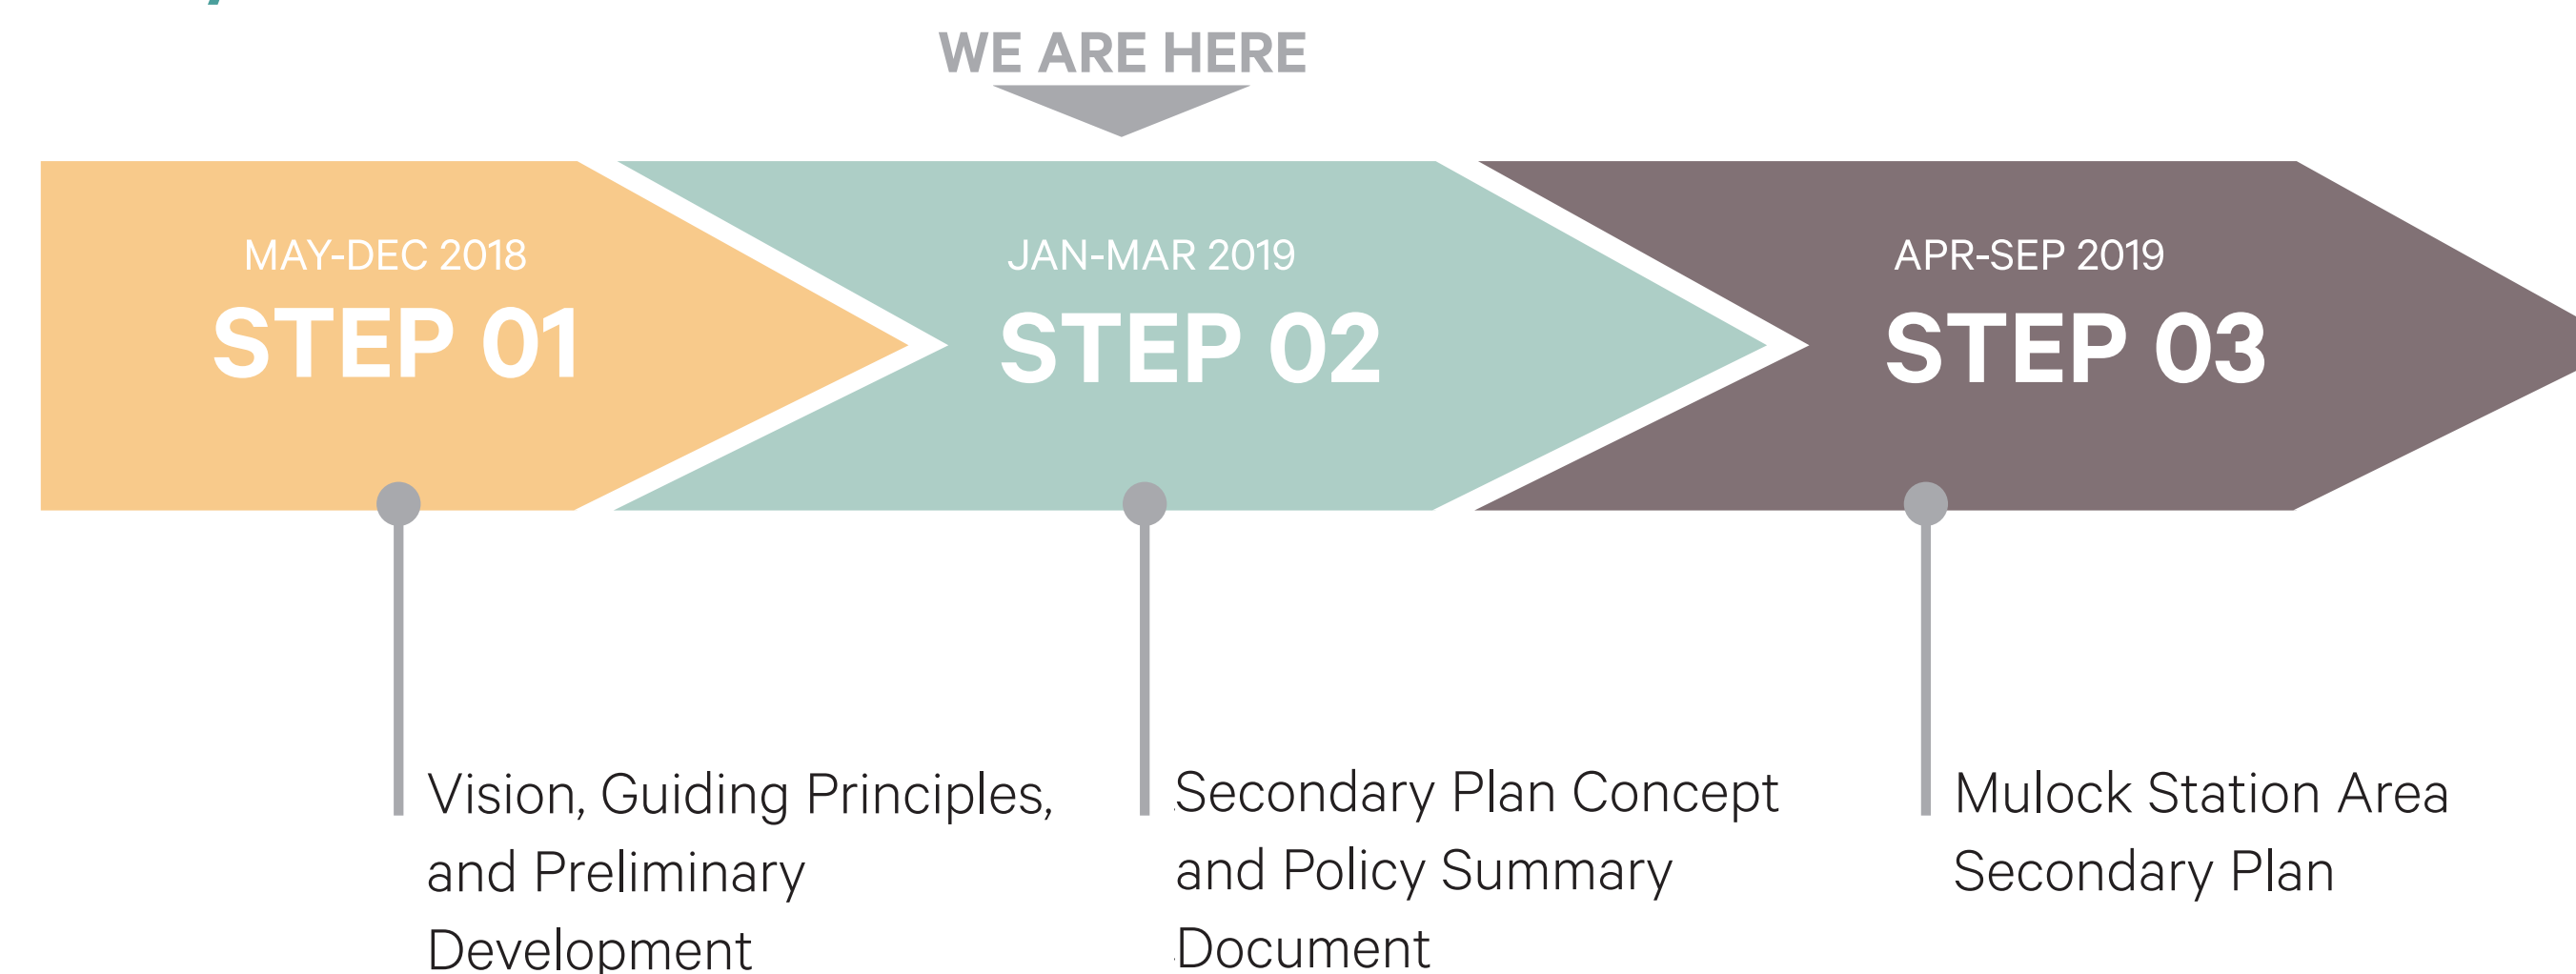 WE ARE HERE
MAY-DEC 2018
STEP 01
JAN-MAR 2019
STEP 02
APR-SEP 2019
STEP 03
Vision, Guiding Principles,
and Preliminary
Development
Secondary Plan Concept
and Policy Summary
Document
Mulock Station Area
Secondary Plan